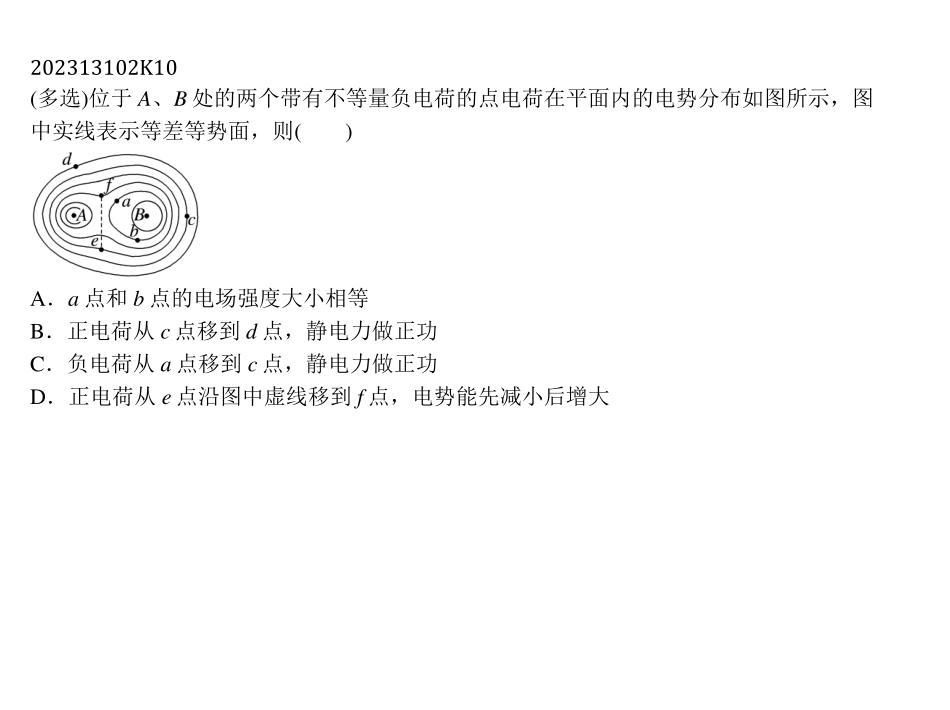 202313102K10
(多选)位于 A、B 处的两个带有不等量负电荷的点电荷在平面内的电势分布如图所示，图
中实线表示等差等势面，则(　　)
d
f
a
A
B
c
b
e
A．a 点和 b 点的电场强度大小相等
B．正电荷从 c 点移到 d 点，静电力做正功
C．负电荷从 a 点移到 c 点，静电力做正功
D．正电荷从 e 点沿图中虚线移到 f 点，电势能先减小后增大